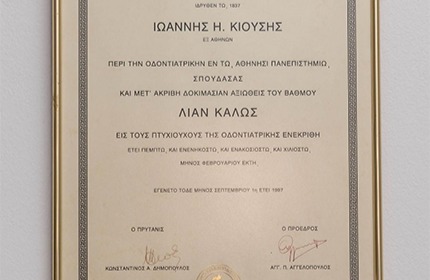 ΙΔΡΥΘΕΝ ΤΩ, 1837
ΙΩΑΝΝΗΣ Η. ΚΙΟΥΣΗΣ
ΕΞ ΑΘΗΝΩΝ
ΠΕΡΙ ΤΗΝ ΟΔΟΝΤΙΑΤΡΙΚΗΝ ΕΝ ΤΩ, ΑΘΗΝΗΣΙ ΠΑΝΕΠΙΣΤΗΜΙΩ,
ΣΠΟΥΔΑΣΑΣ
ΚΑΙ ΜΕΤ' ΑΚΡΙΒΗ ΔΟΚΙΜΑΣΙΑΝ ΑΞΙΩΘΕΙΣ ΤΟΥ ΒΑΘΜΟΥ
ΛΙΑΝ ΚΑΛΩΣ
ΕΙΣ ΤΟΥΣ ΠΤΥΧΙΟΥΧΟΥΣ ΤΗΣ ΟΔΟΝΤΙΑΤΡΙΚΗΣ ΕΝΕΚΡΙΘΗ
ΕΤΕΙ ΠΕΜΠΤΩ, ΚΑΙ ΕΝΕΝΗΚΟΣΤΩ, ΚΑΙ ΕΝΑΚΟΣΙΟΣΤΩ, ΚΑΙ ΧΙΛΙΟΣΤΩ,
ΜΗΝΟΣ ΦΕΒΡΟΥΑΡΙΟΥ ΕΚΤΗ,
ΕΓΕΝΕΤΟ ΤΟΔΕ ΜΗΝΟΣ ΣΕΠΤΕΜΒΡΙΟΥ 1η ΕΤΕΙ 1997
Ο ΠΡΥΤΑΝΙΣ
Ο ΠΡΟΕΔΡΟΣ
ΚΩΝΣΤΑΝΤΙΝΟΣ Α. ΔΗΜΟΠΟΥΛΟΣ
ΑΓΓ. Π. ΑΓΓΕΛΟΠΟΥΛΟΣ